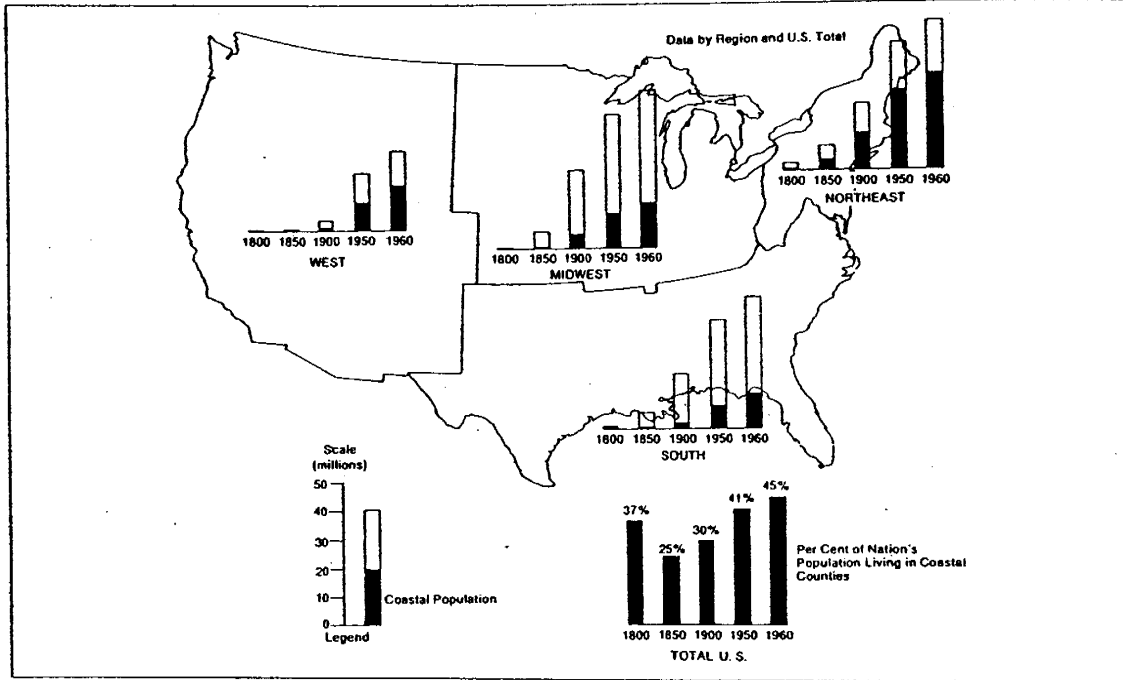 Data by Region and U.S. Total
1800 1850 1900 1950 1960
NORTHEAST
1800 1850 1900 1950 1960
WEST
1800 1850 1900 1950 1960
MIDWEST
1800 1850 1900 1950 1960
SOUTH
Scale
(millions)
50
40
30
20
10
0
Coastal Population
Legend
37%
25%
30%
41%
45%
Per Cent of Nation's
Population Living in Coastal
Counties
1800 1850 1900 1950 1960
TOTAL U. S.